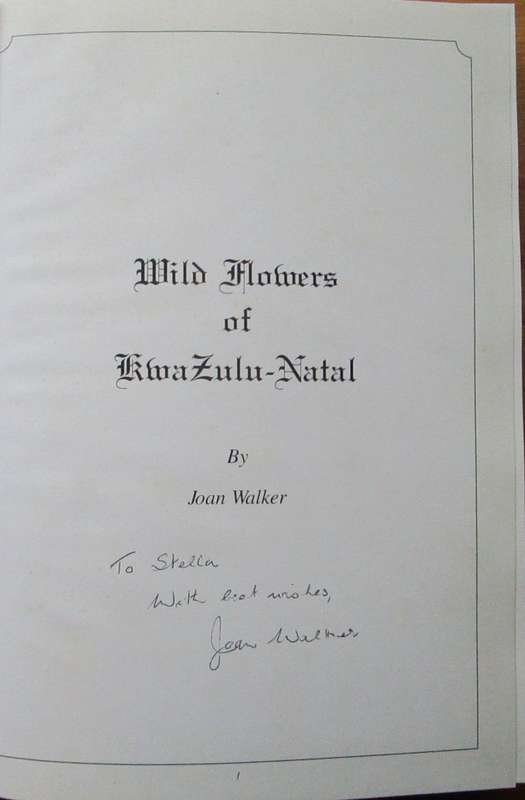 Wild Flowers
of
KwaZulu-Natal
By
Joan Walker
To Stella
With best wishes,
Joan Walker
1